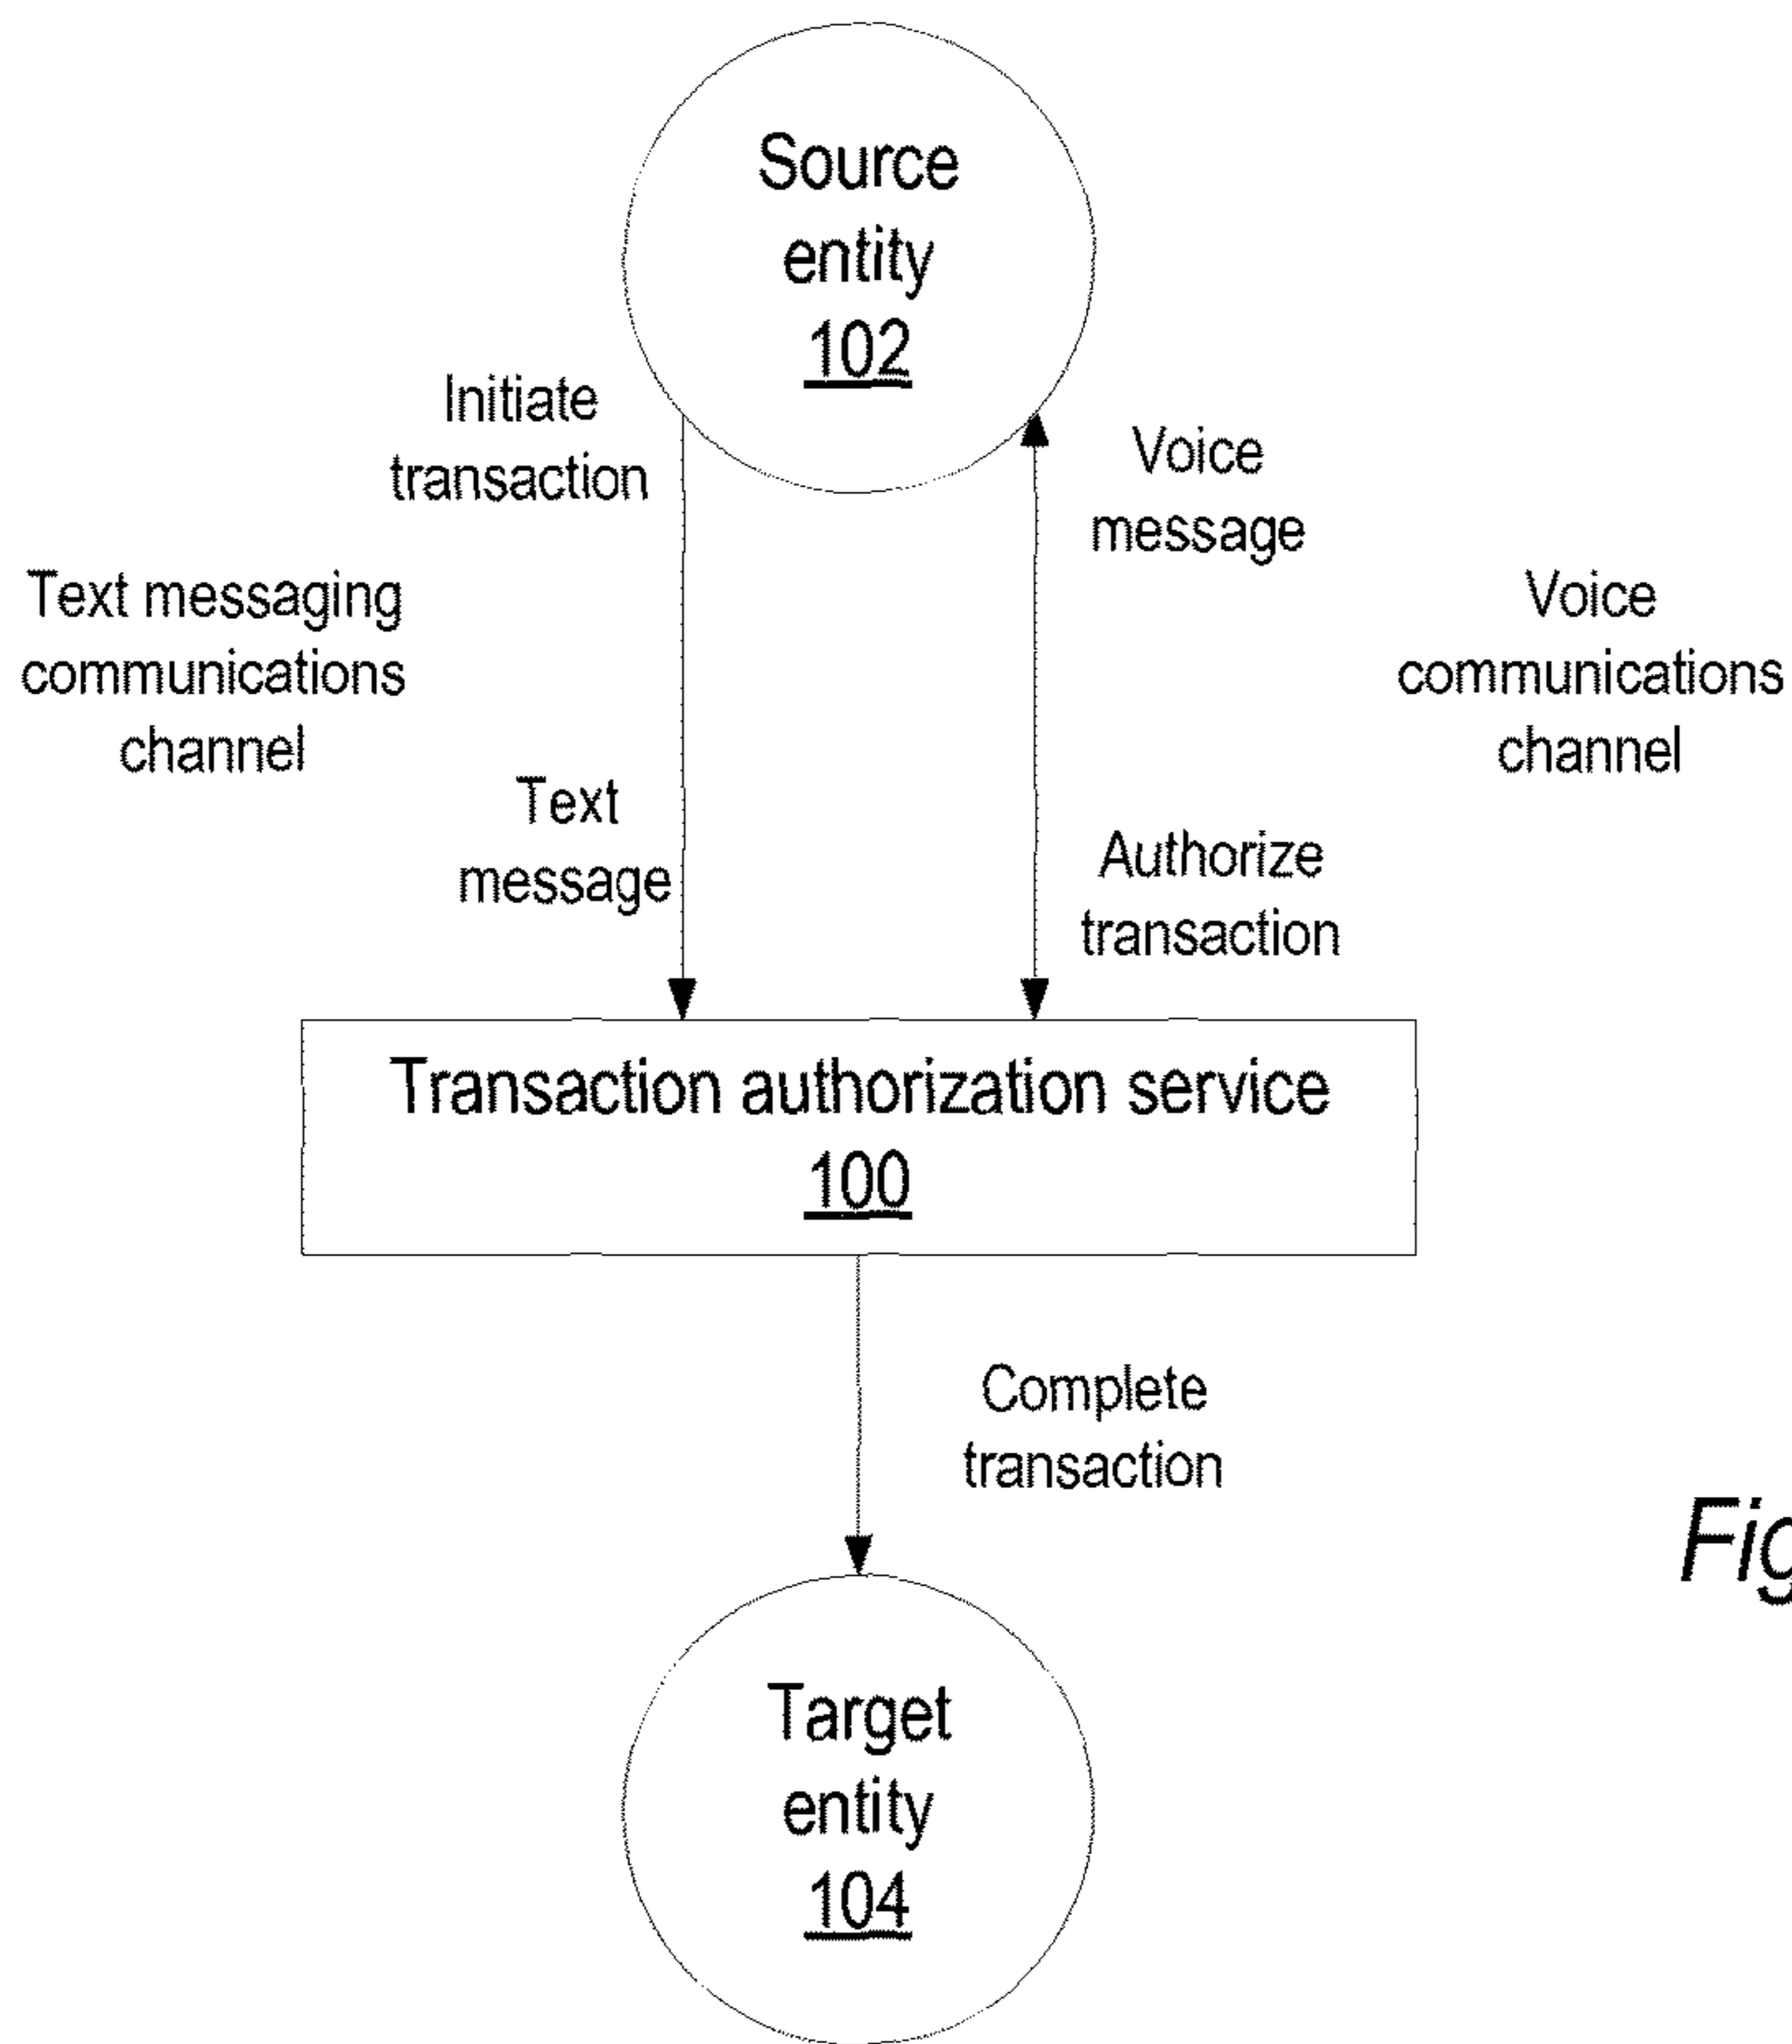 Source
entity
102
Initiate
transaction
Voice
message
Text messaging
communications
channel
Voice
communications
channel
Text
message
Authorize
transaction
Transaction authorization service
100
Complete
transaction
Fig
Target
entity
104